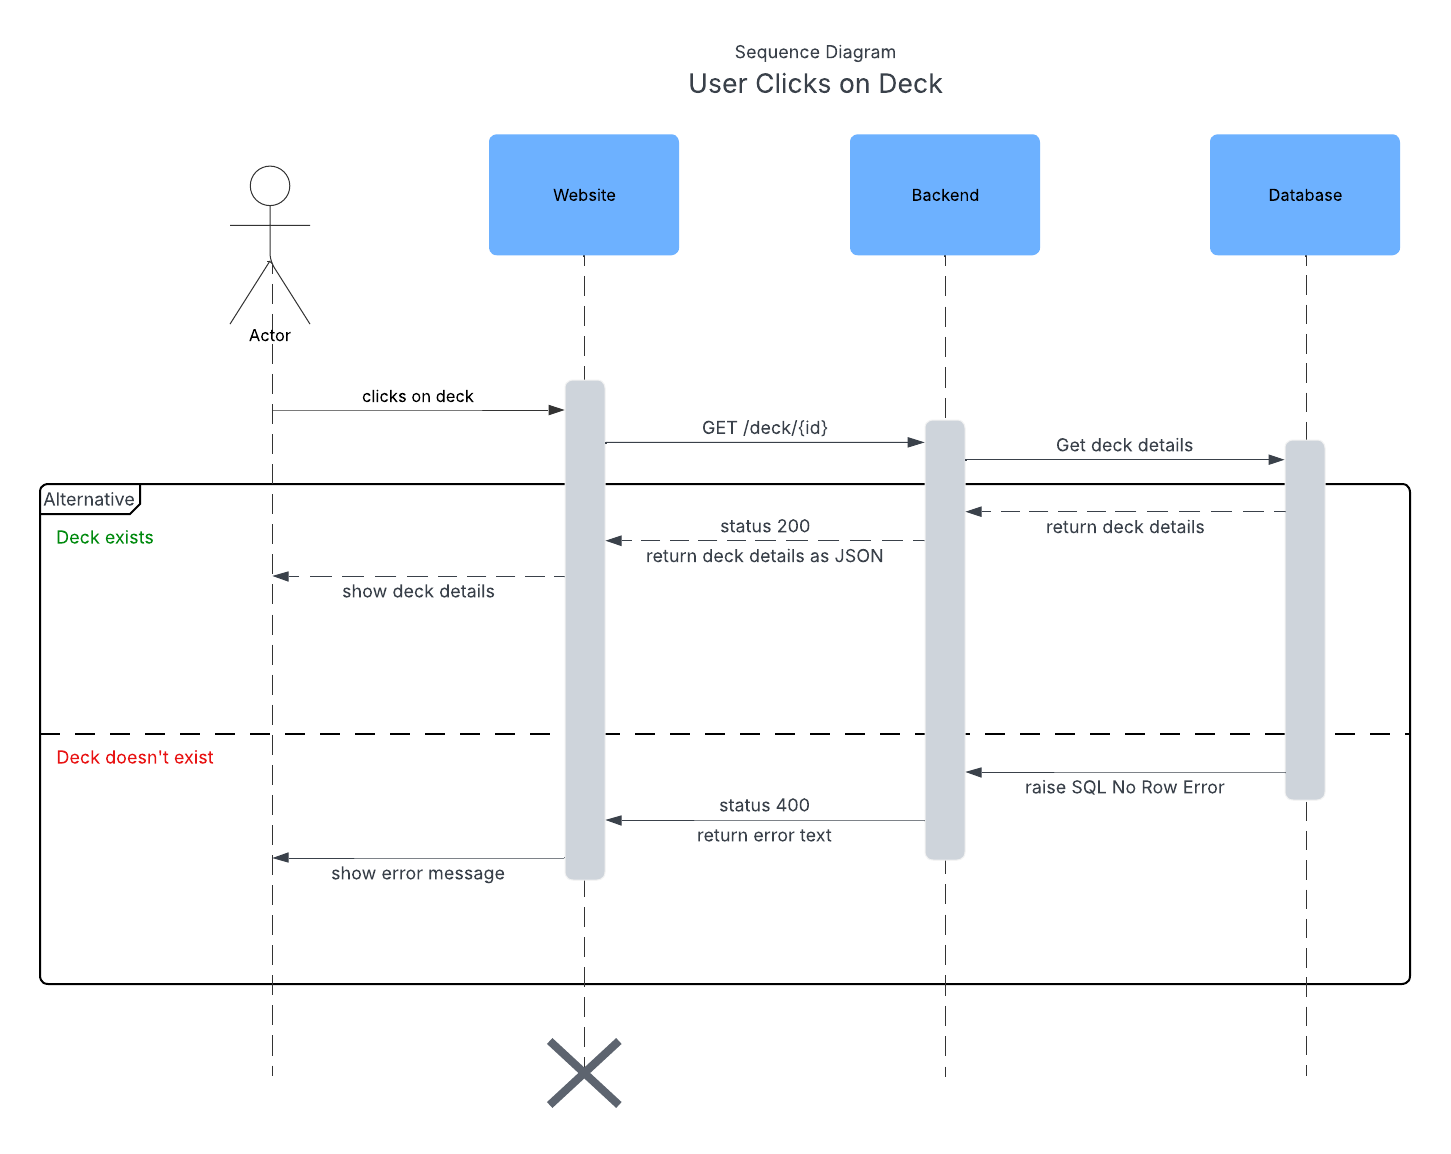 Sequence Diagram
User Clicks on Deck
Website
Backend
Database
Actor
clicks on deck
GET /deck/{id}
Get deck details
Alternative
Deck exists
return deck details
status 200
return deck details as JSON
show deck details
Deck doesn't exist
raise SQL No Row Error
status 400
return error text
show error message